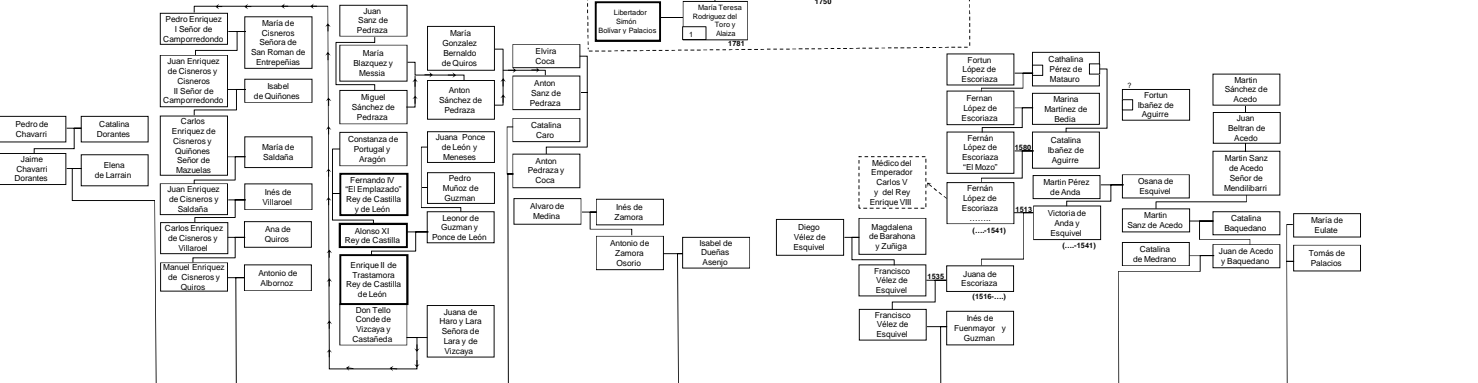 1750
Libertador
Simón
Bolivar y Palacios
María Teresa
Rodriguez del
Toro y
Alaiza
1
1781
Pedro Enriquez
I Señor de
Camporredondo
María de
Cisneros
Señora de
San Roman de
Entrepeñias
Juan Enriquez
de Cisneros y
Cisneros
II Señor de
Camporredondo
Isabel
de Quiñones
Carlos
Enriquez de
Cisneros y
Quiñones
Señor de
Mazuelas
María de
Saldaña
Juan Enriquez
de Cisneros y
Saldaña
Inés de
Villaroel
Carlos Enriquez
de Cisneros y
Villaroel
Ana de
Quiros
Manuel Enriquez
de Cisneros y
Quiros
Antonio de
Albornoz
Pedro de
Chavarri
Catalina
Dorantes
Jaime
Chavarri
Dorantes
Elena
de Larrain
Juan
Sanz de
Pedraza
María
Blazquez y
Messia
Miguel
Sánchez de
Pedraza
María
Gonzalez
Bernaldo
de Quiros
Anton
Sánchez de
Pedraza
Elvira
Coca
Anton
Sanz de
Pedraza
Catalina
Caro
Anton
Pedraza y
Coca
Constanza de
Portugal y
Aragón
Fernando IV
"El Emplazado"
Rey de Castilla
y de León
Alonso XI
Rey de Castilla
Enrique II de
Trastamora
Rey de Castilla
de León
Don Tello
Conde de
Vizcaya y
Castañeda
Juana Ponce
de León y
Meneses
Pedro
Muñoz de
Guzman
Leonor de
Guzman y
Ponce de León
Juana de
Haro y Lara
Señora de
Lara y de
Vizcaya
Alvaro de
Medina
Inés de
Zamora
Antonio de
Zamora
Osorio
Isabel de
Dueñas
Asenjo
Diego
Vélez de
Esquivel
Magdalena
de Barahona
y Zuñiga
Francisco
Vélez de
Esquivel
1535
Juana de
Escoriaza
(1516-....)
Francisco
Vélez de
Esquivel
Inés de
Fuenmayor y
Guzman
Médico del
Emperador
Carlos V
y del Rey
Enrique VIII
Fortun
López de
Escoriaza
Cathalina
Pérez de
Matauro
Fernan
López de
Escoriaza
Marina
Martínez de
Bedia
Fernán
López de
Escoriaza
"El Mozo"
1580
Catalina
Ibañez de
Aguirre
Fernán
López de
Escoriaza
........
(....-1541)
1513
Martin Pérez
de Anda
Osana de
Esquivel
Victoria de
Anda y
Esquivel
(....-1541)
?
Fortun
Ibañez de
Aguirre
Martin
Sánchez de
Acedo
Juan
Beltran de
Acedo
Martin Sanz
de Acedo
Señor de
Mendilibarri
Martin
Sanz de Acedo
Catalina
Baquedano
Catalina
de Medrano
Juan de Acedo
y Baquedano
María de
Eulate
Tomás de
Palacios